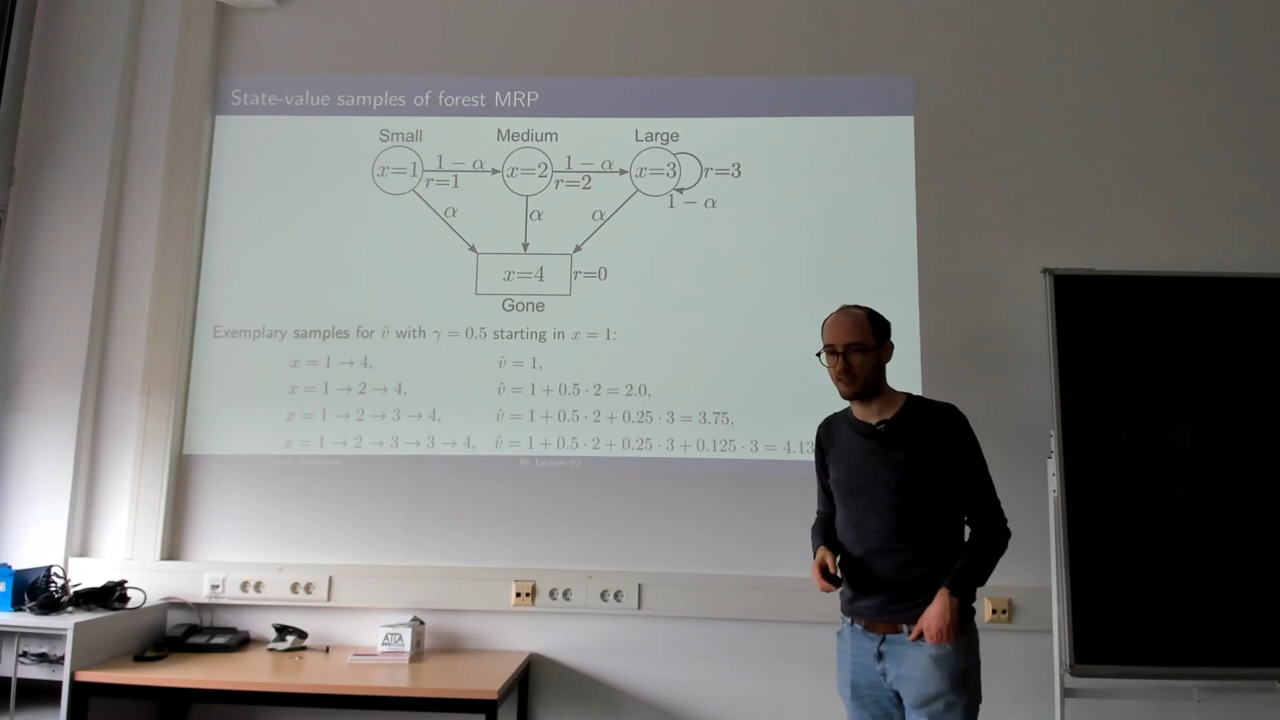 State-value samples of forest MRP
Small Medium Large
x=1 1 − α r=1 x=2 1 − α r=2 x=3 r=3 1 − α
α α α
x=4 r=0
Gone
Exemplary samples for v̂ with γ = 0.5 starting in x = 1:
x = 1 → 4, v̂ = 1,
x = 1 → 2 → 4, v̂ = 1 + 0.5 · 2 = 2.0,
x = 1 → 2 → 3 → 4, v̂ = 1 + 0.5 · 2 + 0.25 · 3 = 3.75,
x = 1 → 2 → 3 → 3 → 4, v̂ = 1 + 0.5 · 2 + 0.25 · 3 + 0.125 · 3 = 4.13
RL Lecture 02